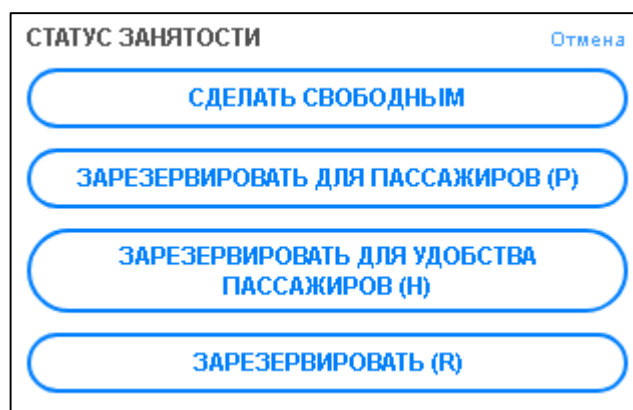 СТАТУС ЗАНЯТОСТИ Отмена
СДЕЛАТЬ СВОБОДНЫМ
ЗАРЕЗЕРВИРОВАТЬ ДЛЯ ПАССАЖИРОВ (P)
ЗАРЕЗЕРВИРОВАТЬ ДЛЯ УДОБСТВА
ПАССАЖИРОВ (H)
ЗАРЕЗЕРВИРОВАТЬ (R)